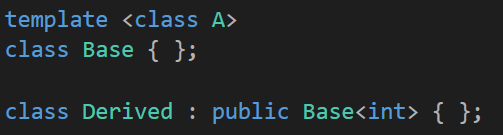 template <class A>
class Base { };
class Derived : public Base<int> { };